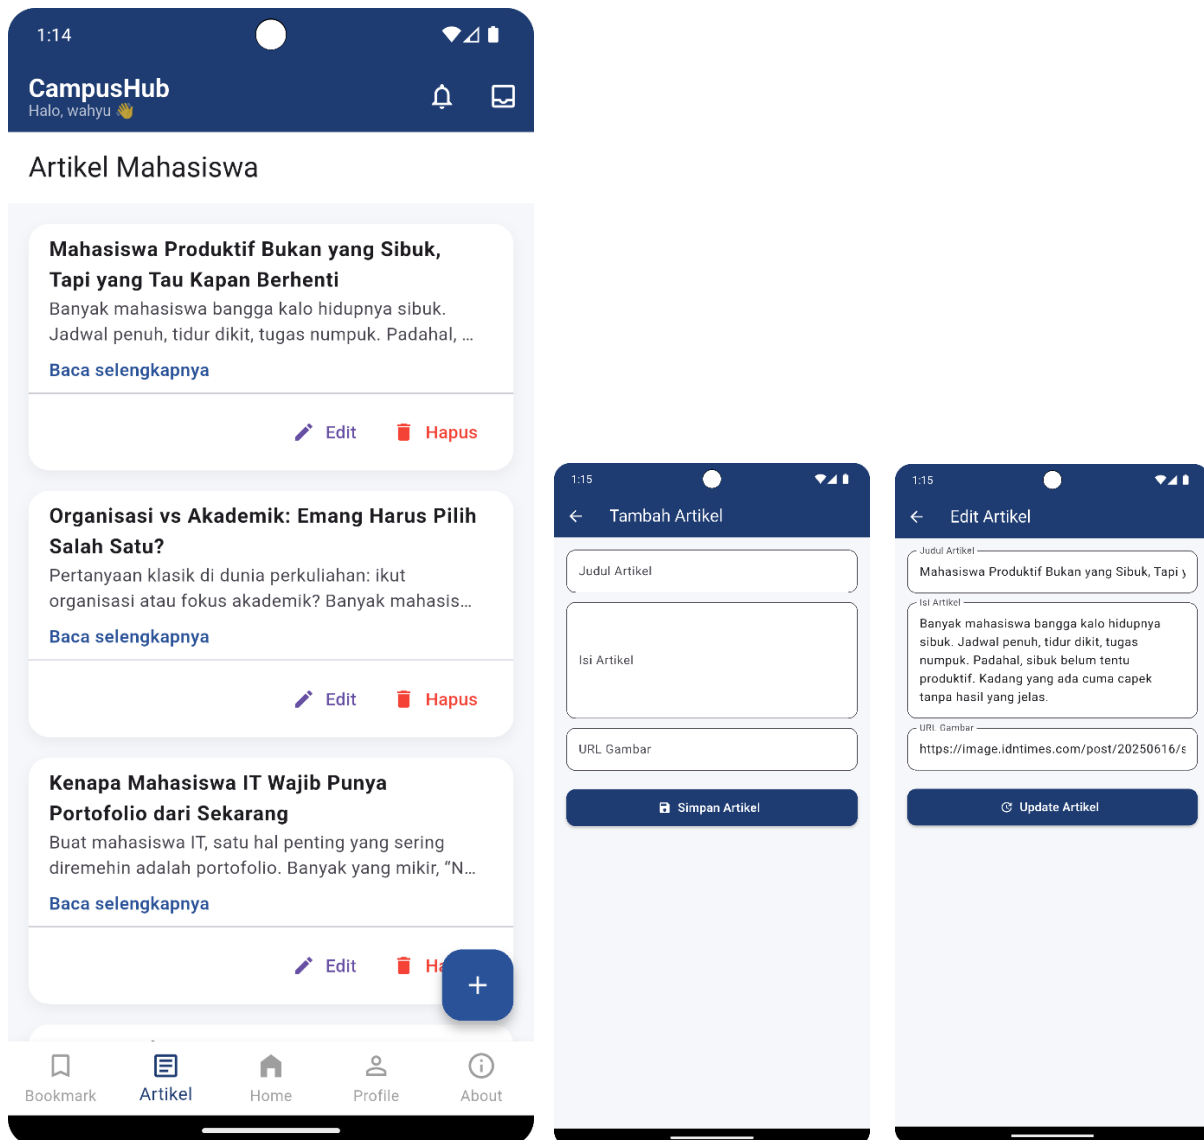 1:14
CampusHub
Halo, wahyu 👋
Artikel Mahasiswa
Mahasiswa Produktif Bukan yang Sibuk,
Tapi yang Tau Kapan Berhenti
Banyak mahasiswa bangga kalo hidupnya sibuk.
Jadwal penuh, tidur dikit, tugas numpuk. Padahal, ...
Baca selengkapnya
Edit Hapus
Organisasi vs Akademik: Emang Harus Pilih
Salah Satu?
Pertanyaan klasik di dunia perkuliahan: ikut
organisasi atau fokus akademik? Banyak mahasis...
Baca selengkapnya
Edit Hapus
Kenapa Mahasiswa IT Wajib Punya
Portofolio dari Sekarang
Buat mahasiswa IT, satu hal penting yang sering
diremehin adalah portofolio. Banyak yang mikir, “N...
Baca selengkapnya
Edit
+
Bookmark Artikel Home Profile About
1:15
Tambah Artikel
Judul Artikel
Isi Artikel
URL Gambar
Simpan Artikel
1:15
Edit Artikel
Judul Artikel
Mahasiswa Produktif Bukan yang Sibuk, Tapi
Isi Artikel
Banyak mahasiswa bangga kalo hidupnya
sibuk. Jadwal penuh, tidur dikit, tugas
numpuk. Padahal, sibuk belum tentu
produktif. Kadang yang ada cuma capek
tanpa hasil yang jelas.
URL Gambar
https://image.idntimes.com/post/20250616/s
Update Artikel